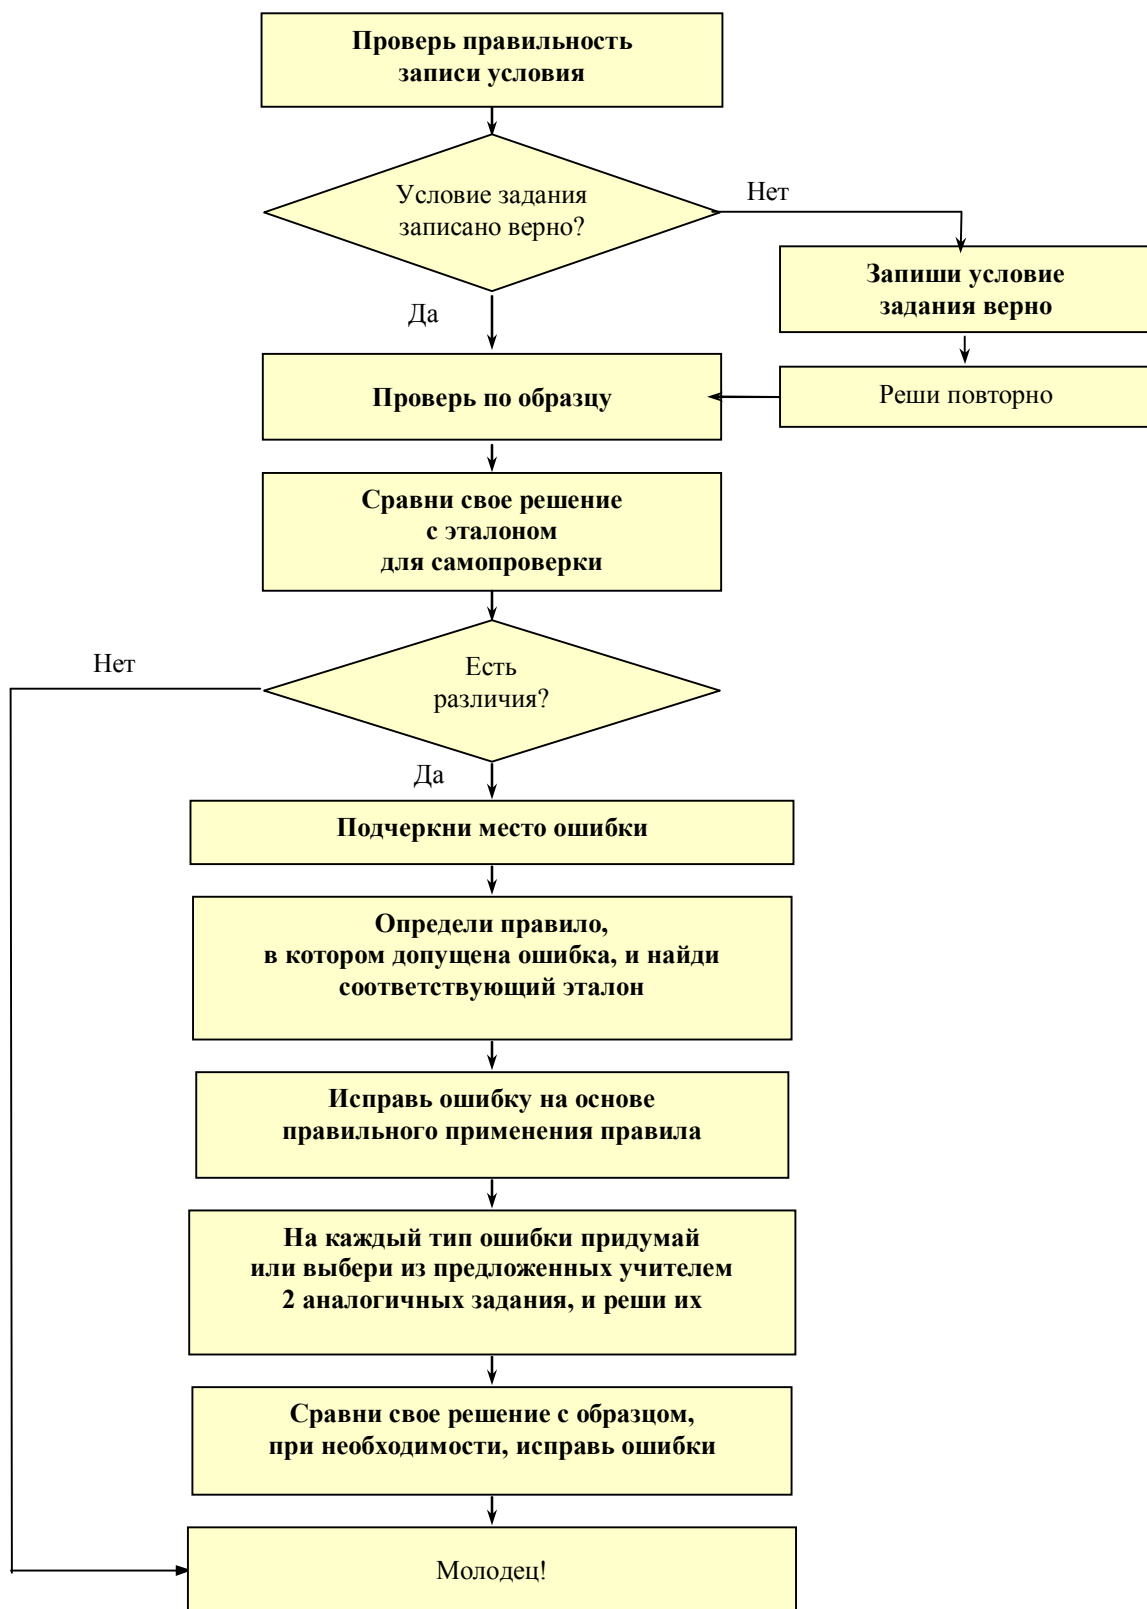 Проверь правильность
записи условия
Условие задания
записано верно?
Нет
Запиши условие
задания верно
Да
Проверь по образцу
Реши повторно
Сравни свое решение
с эталоном
для самопроверки
Нет
Есть
различия?
Да
Подчеркни место ошибки
Определи правило,
в котором допущена ошибка, и найди
соответствующий эталон
Исправь ошибку на основе
правильного применения правила
На каждый тип ошибки придумай
или выбери из предложенных учителем
2 аналогичных задания, и реши их
Сравни свое решение с образцом,
при необходимости, исправь ошибки
Молодец!